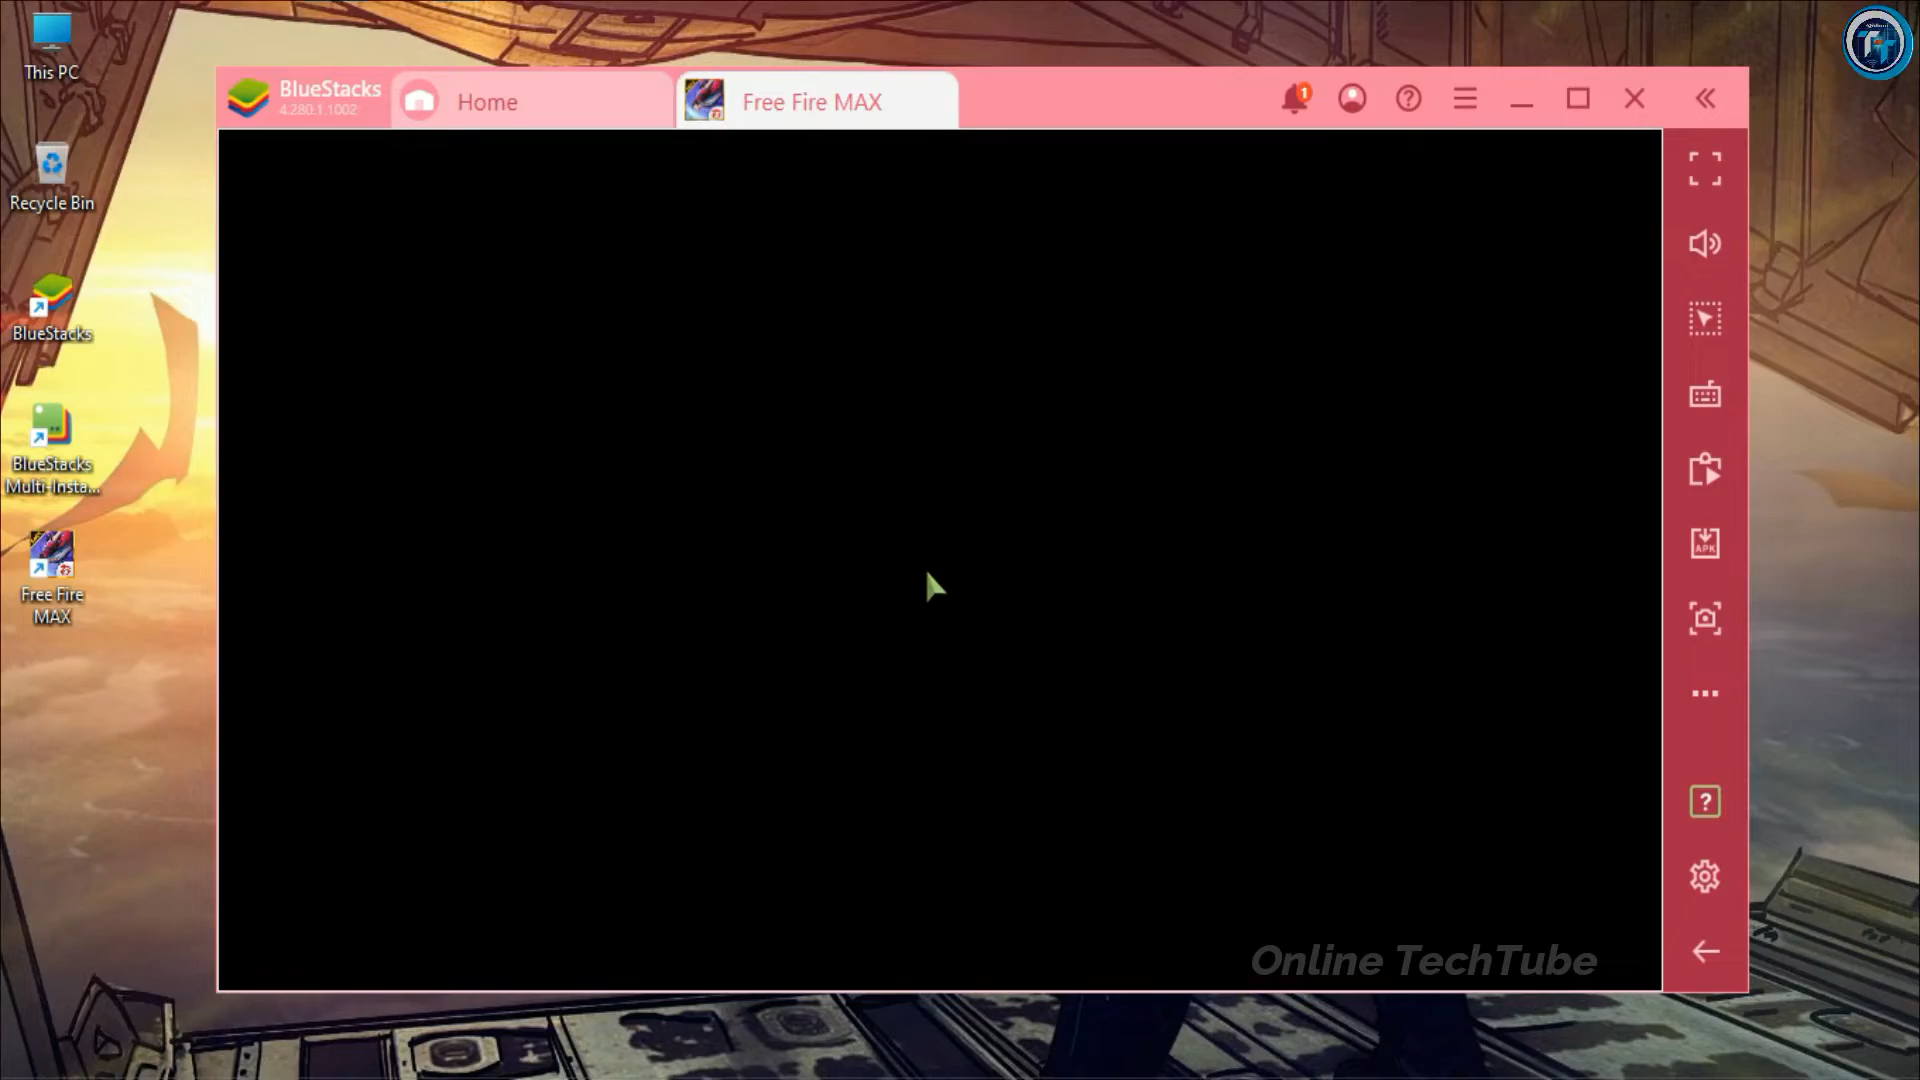 This PC
Recycle Bin
BlueStacks
BlueStacks
Multi-Insta...
Free Fire
MAX
BlueStacks
4.280.1.1002
Home
Free Fire MAX
1
?
APK
?
Online TechTube